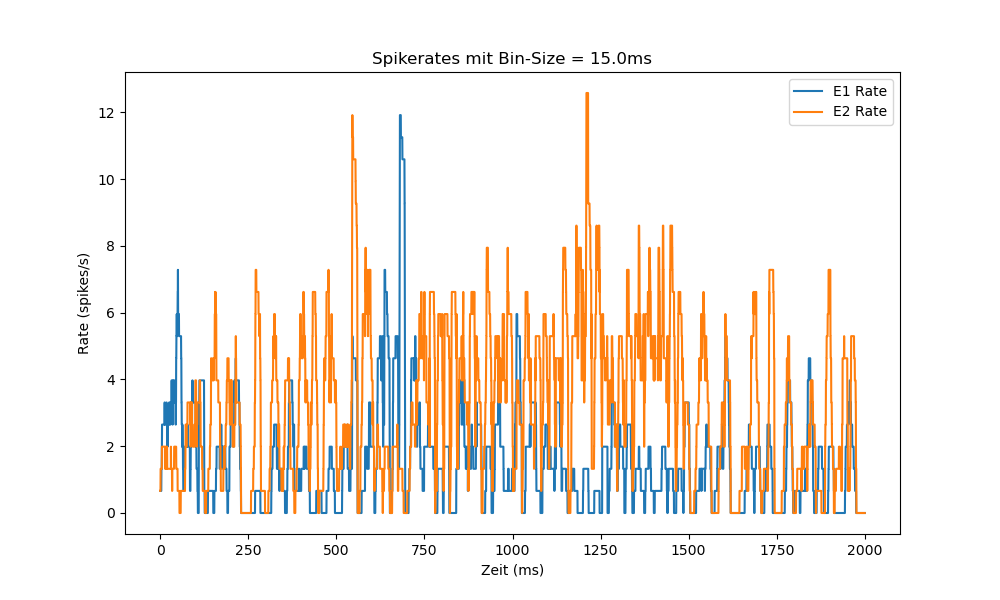 Spikerates mit Bin-Size = 15.0ms
E1 Rate
E2 Rate
12
10
8
6
4
2
0
Rate (spikes/s)
0 250 500 750 1000 1250 1500 1750 2000
Zeit (ms)